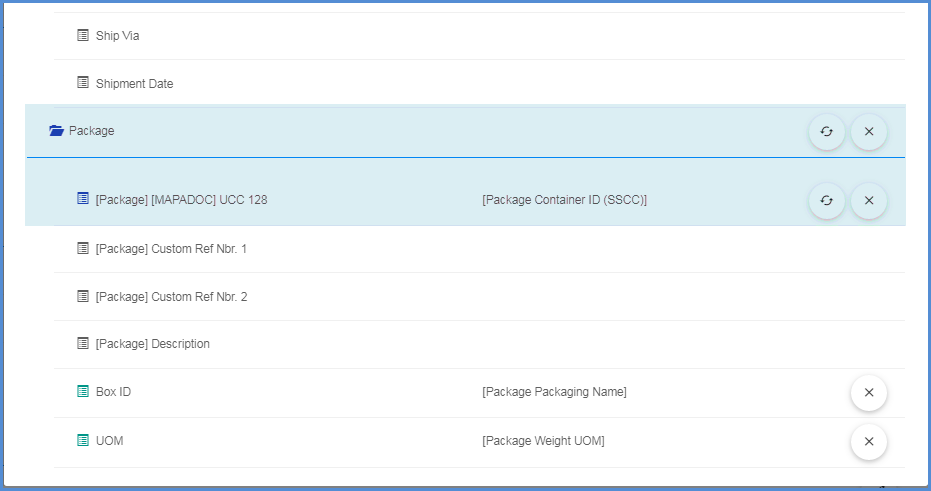 Ship Via
Shipment Date
Package
[Package] [MAPADOC] UCC 128 [Package Container ID (SSCC)]
[Package] Custom Ref Nbr. 1
[Package] Custom Ref Nbr. 2
[Package] Description
Box ID [Package Packaging Name]
UOM [Package Weight UOM]